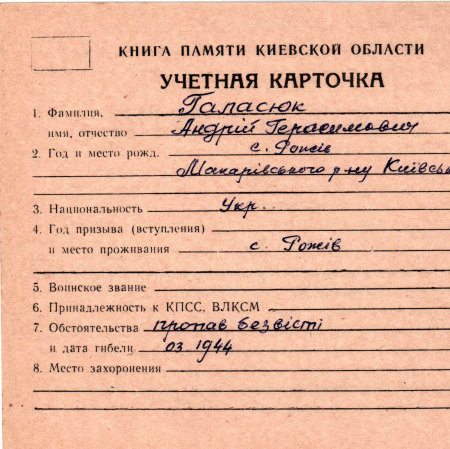 КНИГА ПАМЯТИ КИЕВСКОЙ ОБЛАСТИ
УЧЕТНАЯ КАРТОЧКА
1. Фамилия, Галасюк
имя, отчество Андрій Герасимович
2. Год и место рожд. с. Рожів
Макарівського р-ну Київськ
3. Национальность Укр.
4. Год призыва (вступления)
и место проживания с. Рожів
5. Воинское звание
6. Принадлежность к КПСС, ВЛКСМ
7. Обстоятельства пропав безвісті
и дата гибели 03.1944
8. Место захоронения